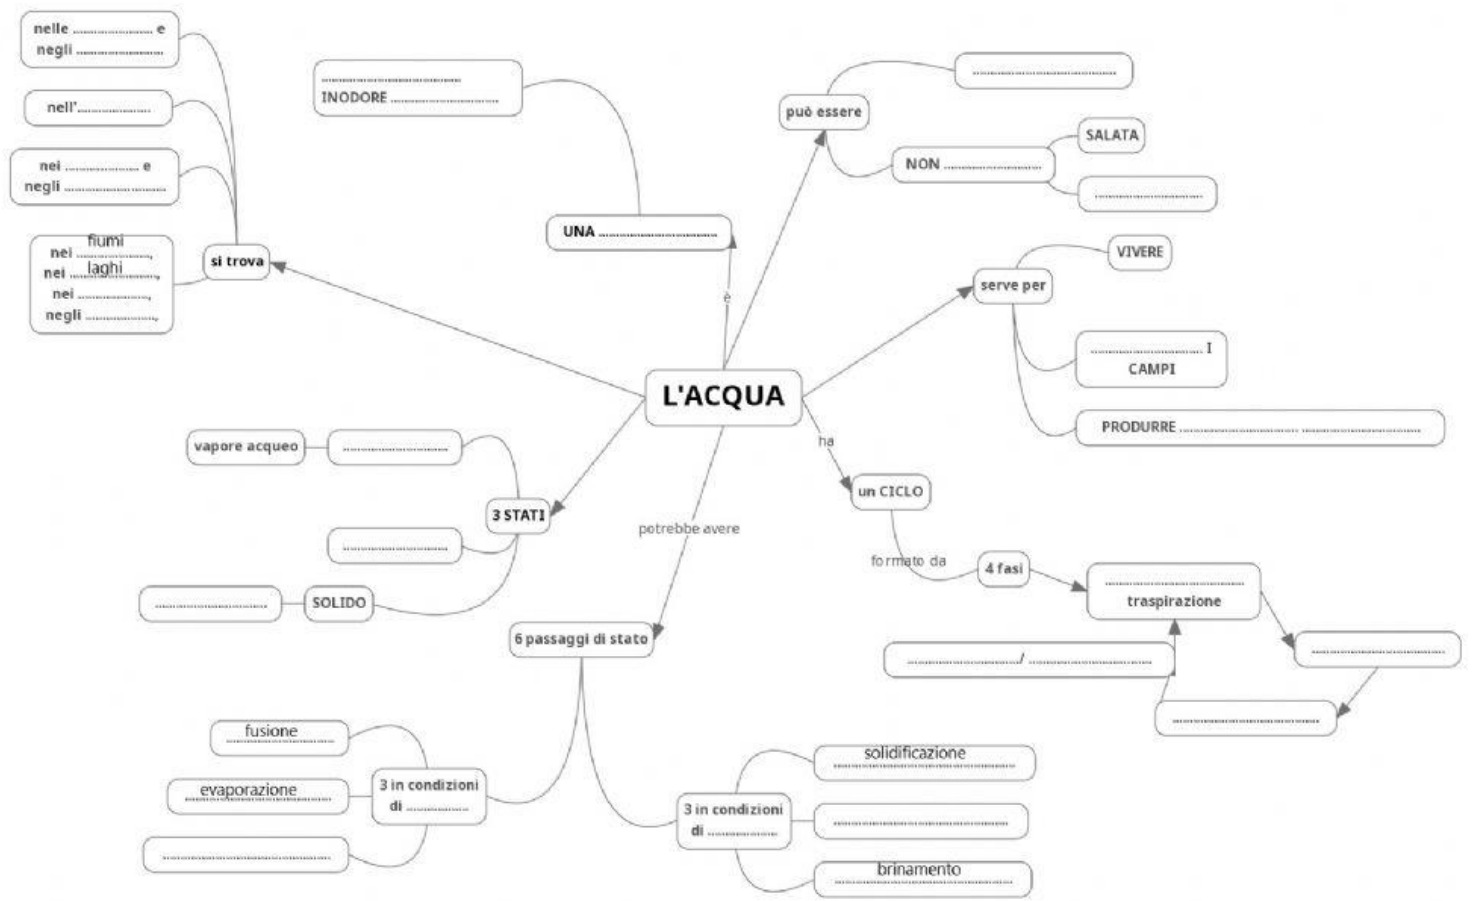 nelle ........................ e
negli ..........................
nell'......................
nei ...................... e
negli ..............................
fiumi
nei ......................,
laghi
nei ..........................,
nei ......................,
negli .....................,
si trova
..........................................
INODORE ................................
UNA ...................................
è
può essere
...........................................
NON .............................
SALATA
................................
serve per
VIVERE
................................. I
CAMPI
PRODURRE ................................... ...................................
L'ACQUA
ha
un CICLO
formato da
4 fasi
..........................................
traspirazione
........................................
............................................
................................../ .....................................
vapore acqueo
................................
3 STATI
................................
..................................
SOLIDO
potrebbe avere
6 passaggi di stato
fusione
................................
evaporazione
............................................
..................................................
3 in condizioni
di ...................
3 in condizioni
di .....................
solidificazione
......................................................
....................................................
brinamento
.....................................................